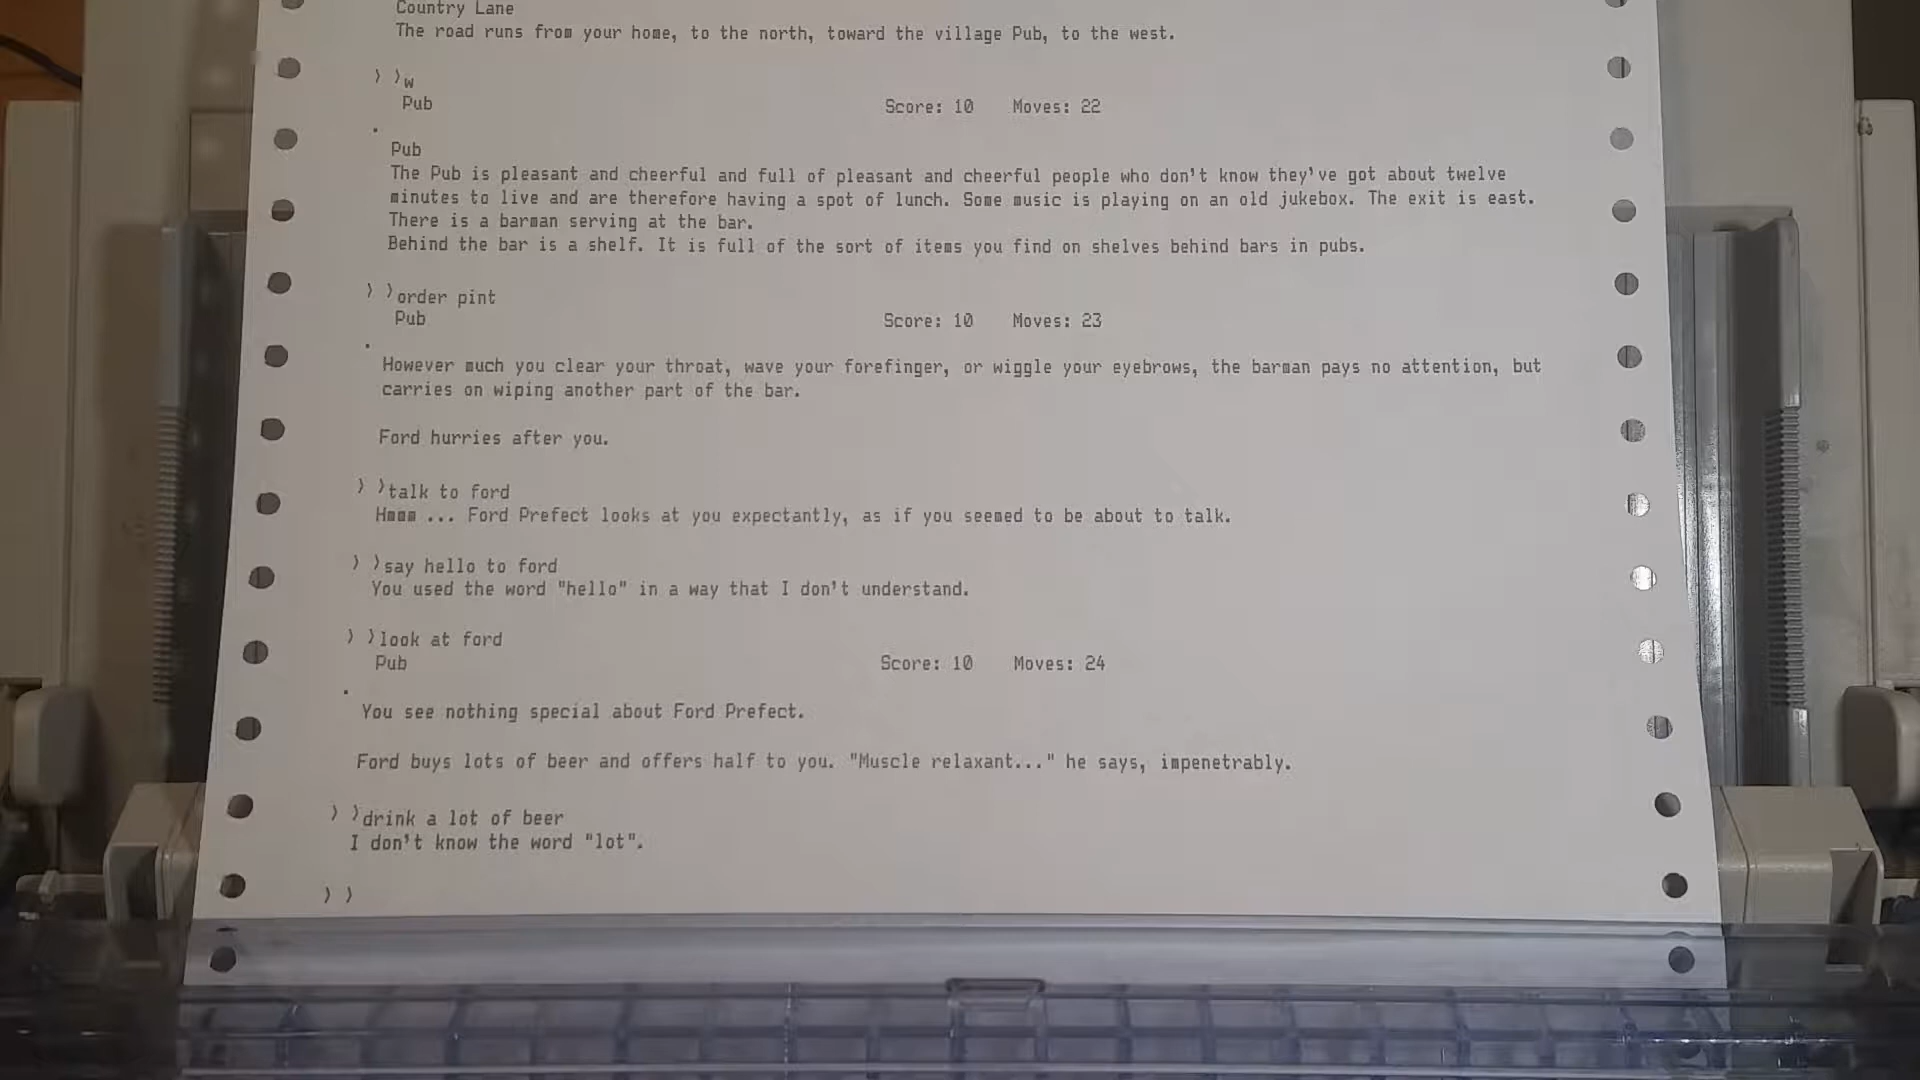 Country Lane
The road runs from your home, to the north, toward the village Pub, to the west.
> >w
Pub Score: 10 Moves: 22
.
Pub
The Pub is pleasant and cheerful and full of pleasant and cheerful people who don't know they've got about twelve
minutes to live and are therefore having a spot of lunch. Some music is playing on an old jukebox. The exit is east.
There is a barman serving at the bar.
Behind the bar is a shelf. It is full of the sort of items you find on shelves behind bars in pubs.
> >order pint
Pub Score: 10 Moves: 23
.
However much you clear your throat, wave your forefinger, or wiggle your eyebrows, the barman pays no attention, but
carries on wiping another part of the bar.
Ford hurries after you.
> >talk to ford
Hmmm ... Ford Prefect looks at you expectantly, as if you seemed to be about to talk.
> >say hello to ford
You used the word "hello" in a way that I don't understand.
> >look at ford
Pub Score: 10 Moves: 24
.
You see nothing special about Ford Prefect.
Ford buys lots of beer and offers half to you. "Muscle relaxant..." he says, impenetrably.
> >drink a lot of beer
I don't know the word "lot".
> >